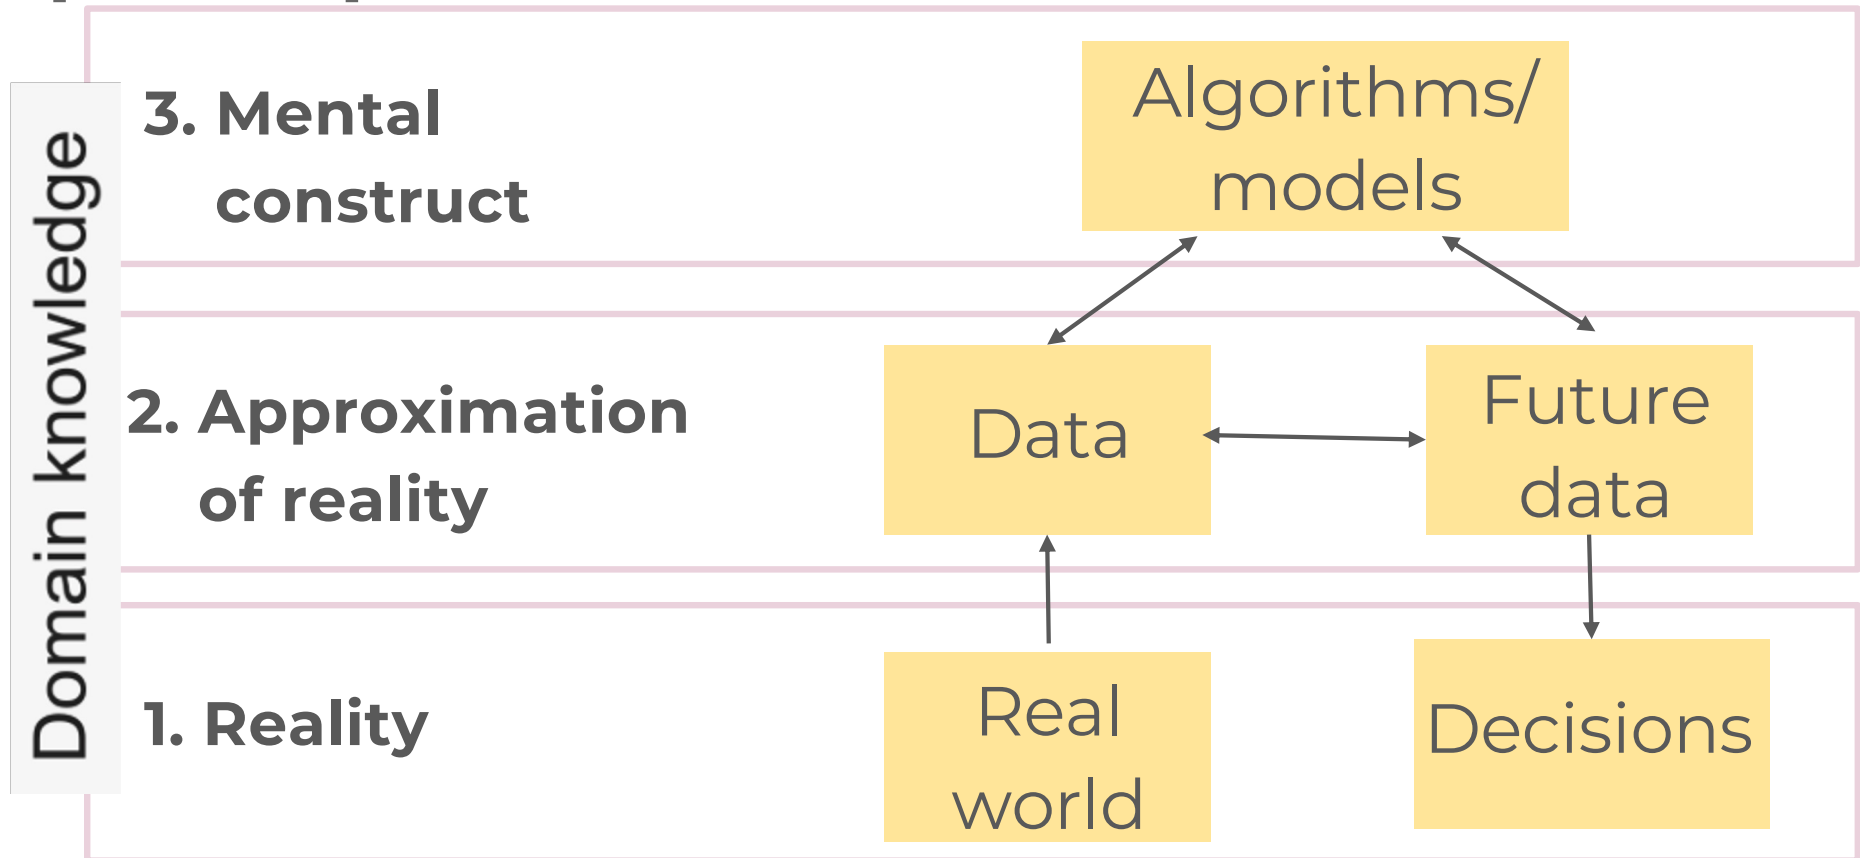 Domain knowledge
3. Mental
construct
Algorithms/
models
2. Approximation
of reality
Data
Future
data
1. Reality
Real
world
Decisions